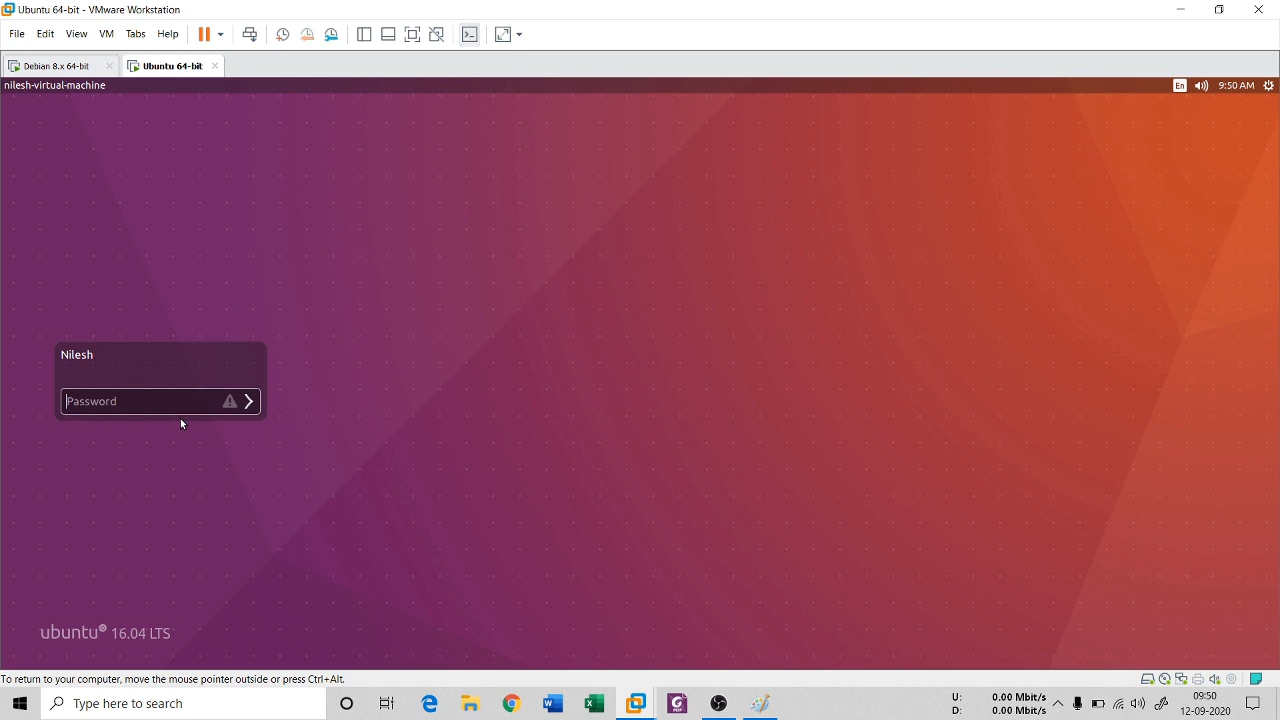 Ubuntu 64-bit - VMware Workstation
File Edit View VM Tabs Help
Debian 8.x 64-bit
Ubuntu 64-bit
nilesh-virtual-machine
En
9:50 AM
Nilesh
Password
ubuntu® 16.04 LTS
To return to your computer, move the mouse pointer outside or press Ctrl+Alt.
Type here to search
U: 0.00 Mbit/s
D: 0.00 Mbit/s
09:50
12-09-2020